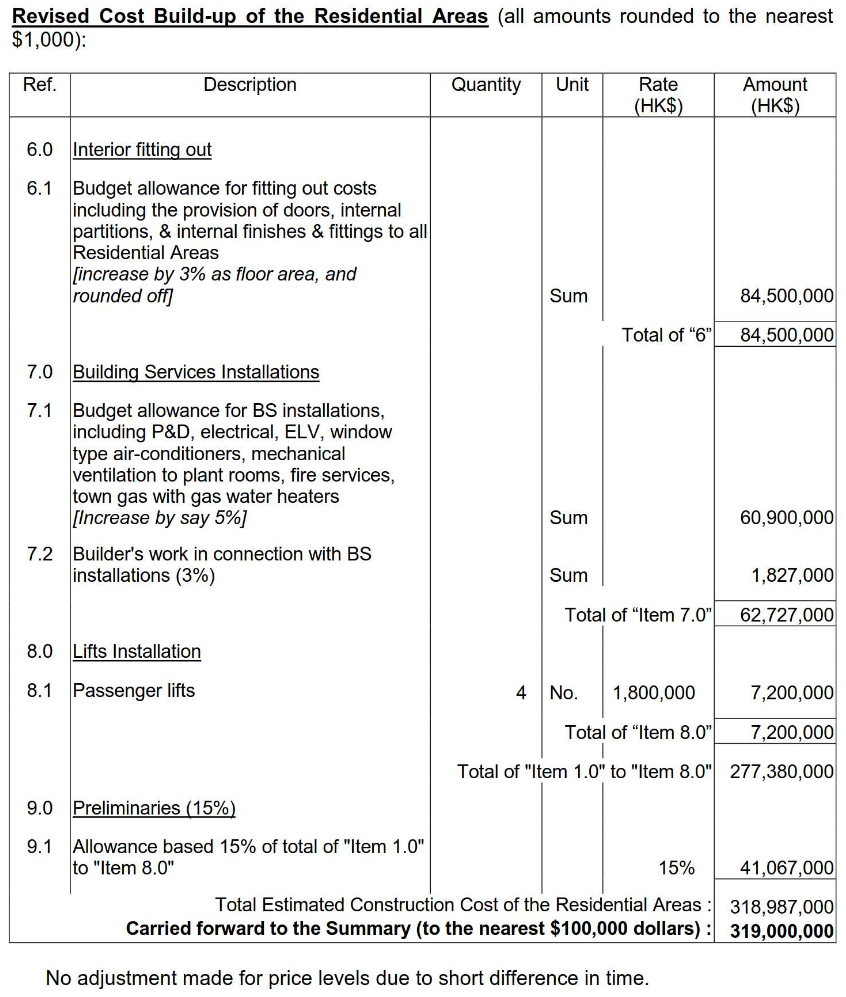 Revised Cost Build-up of the Residential Areas (all amounts rounded to the nearest
$1,000):
Ref. Description Quantity Unit Rate Amount
(HK$) (HK$)
6.0 Interior fitting out
6.1 Budget allowance for fitting out costs
including the provision of doors, internal
partitions, & internal finishes & fittings to all
Residential Areas
[increase by 3% as floor area, and
rounded off] Sum 84,500,000
Total of “6” 84,500,000
7.0 Building Services Installations
7.1 Budget allowance for BS installations,
including P&D, electrical, ELV, window
type air-conditioners, mechanical
ventilation to plant rooms, fire services,
town gas with gas water heaters
[Increase by say 5%] Sum 60,900,000
7.2 Builder's work in connection with BS
installations (3%) Sum 1,827,000
Total of “Item 7.0” 62,727,000
8.0 Lifts Installation
8.1 Passenger lifts 4 No. 1,800,000 7,200,000
Total of “Item 8.0” 7,200,000
Total of "Item 1.0" to "Item 8.0" 277,380,000
9.0 Preliminaries (15%)
9.1 Allowance based 15% of total of "Item 1.0"
to "Item 8.0" 15% 41,067,000
Total Estimated Construction Cost of the Residential Areas : 318,987,000
Carried forward to the Summary (to the nearest $100,000 dollars) : 319,000,000
No adjustment made for price levels due to short difference in time.